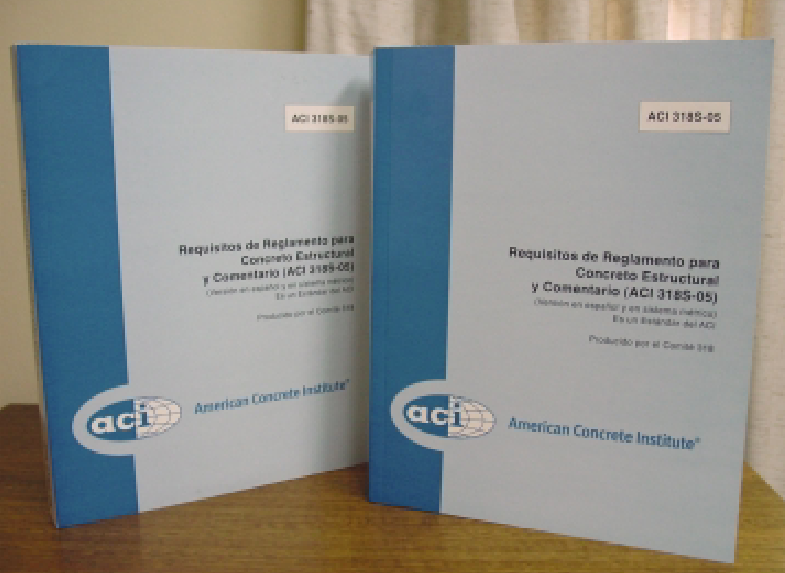 ACI 318S-05
Requisitos de Reglamento para
Concreto Estructural
y Comentario (ACI 318S-05)
(Versión en español y en sistema métrico)
Es un Estándar del ACI
Producido por el Comité 318
aci
American Concrete Institute®
ACI 318S-05
Requisitos de Reglamento para
Concreto Estructural
y Comentario (ACI 318S-05)
(Versión en español y en sistema métrico)
Es un Estándar del ACI
Producido por el Comité 318
aci
American Concrete Institute®